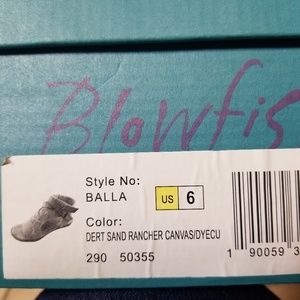 Blowfis
Style No:
BALLA
US 6
Color:
DERT SAND RANCHER CANVAS/DYECU
290 50355
1 90059 3